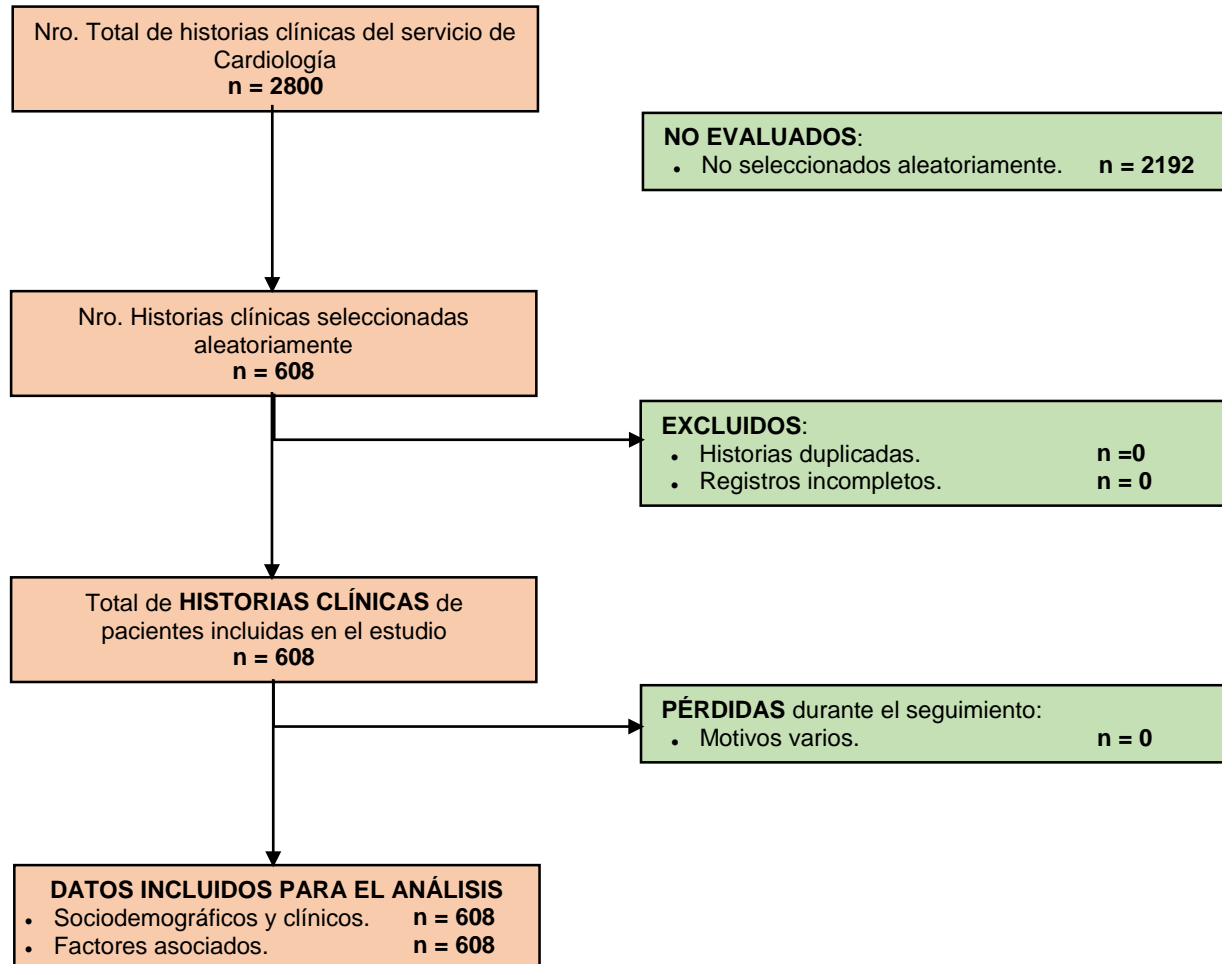 Nro. Total de historias clínicas del servicio de
Cardiología
n = 2800
NO EVALUADOS:
• No seleccionados aleatoriamente. n = 2192
Nro. Historias clínicas seleccionadas
aleatoriamente
n = 608
EXCLUIDOS:
• Historias duplicadas. n =0
• Registros incompletos. n = 0
Total de HISTORIAS CLÍNICAS de
pacientes incluidas en el estudio
n = 608
PÉRDIDAS durante el seguimiento:
• Motivos varios. n = 0
DATOS INCLUIDOS PARA EL ANÁLISIS
• Sociodemográficos y clínicos. n = 608
• Factores asociados. n = 608